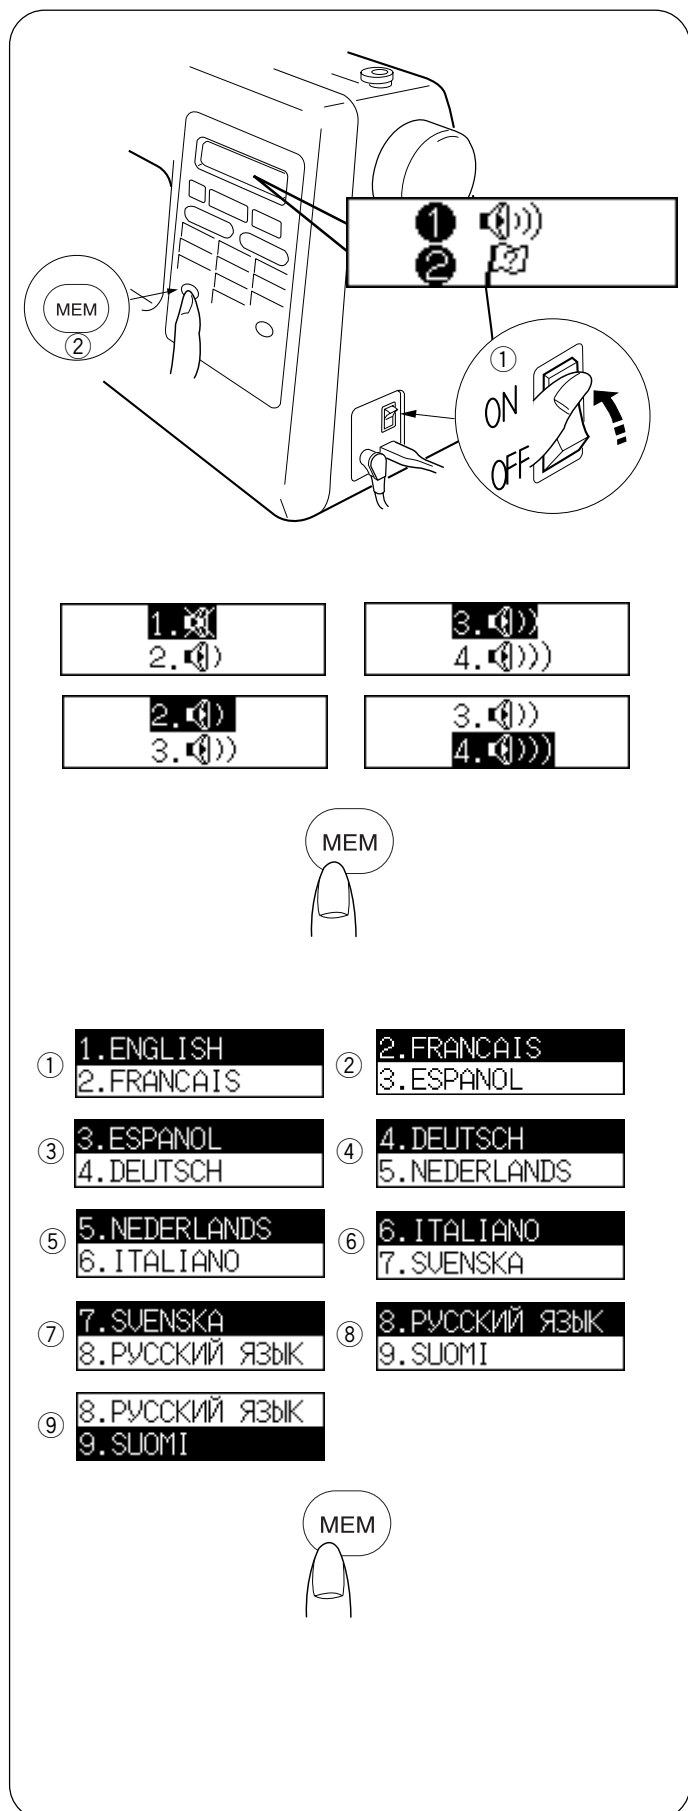 ❶
❷
MEM
②
①
ON
OFF
1.
2.
3.
4.
2.
3.
3.
4.
MEM
① 1.ENGLISH
2.FRANCAIS
② 2.FRANCAIS
3.ESPANOL
③ 3.ESPANOL
4.DEUTSCH
④ 4.DEUTSCH
5.NEDERLANDS
⑤ 5.NEDERLANDS
6.ITALIANO
⑥ 6.ITALIANO
7.SVENSKA
⑦ 7.SVENSKA
8.РУССКИЙ ЯЗЫК
⑧ 8.РУССКИЙ ЯЗЫК
9.SUOMI
⑨ 8.РУССКИЙ ЯЗЫК
9.SUOMI
MEM